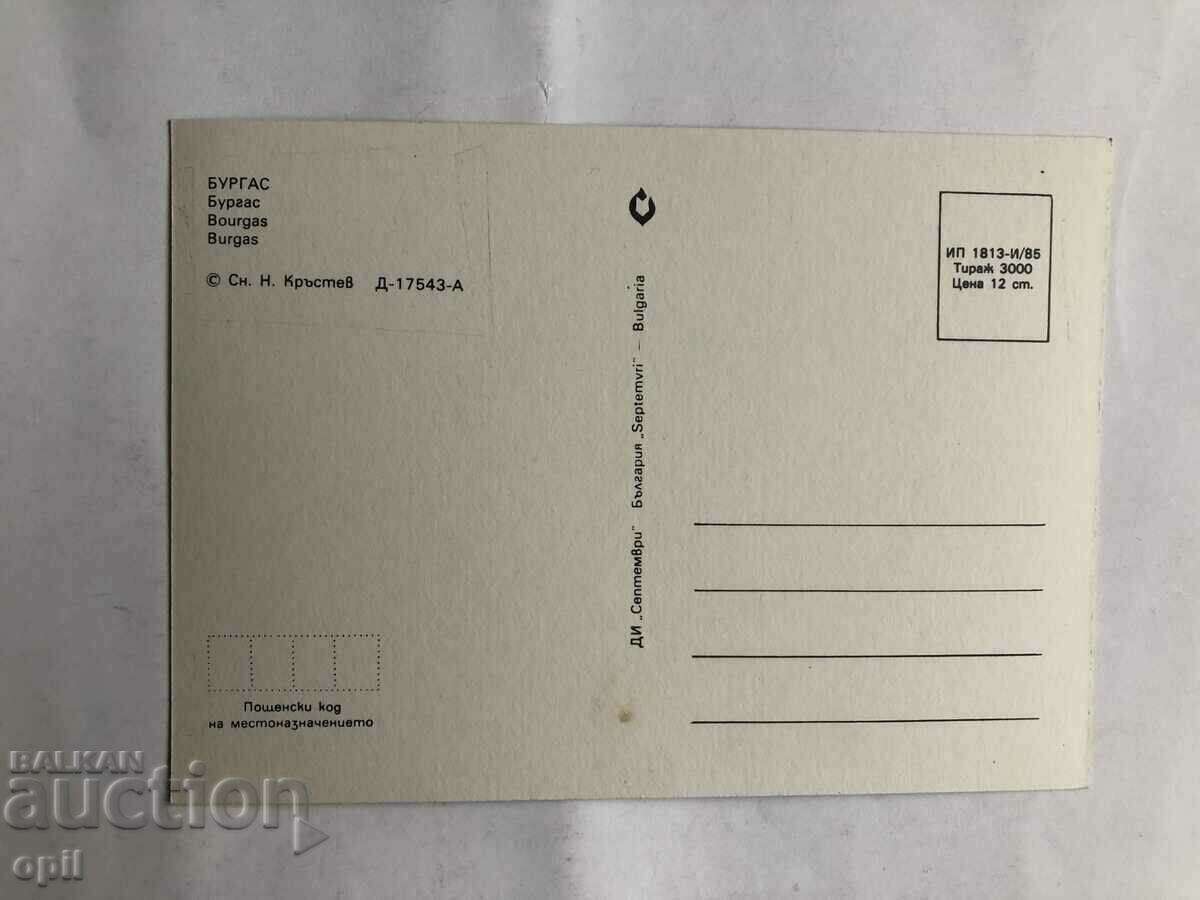 БУРГАС
Бургас
Bourgas
Burgas
© Сн. Н. Кръстев Д-17543-А
ДИ „Септември" България „Septemvri" – Bulgaria
ИП 1813-И/85
Тираж 3000
Цена 12 ст.
Пощенски код
на местоназначението
BALKAN
auction
opil